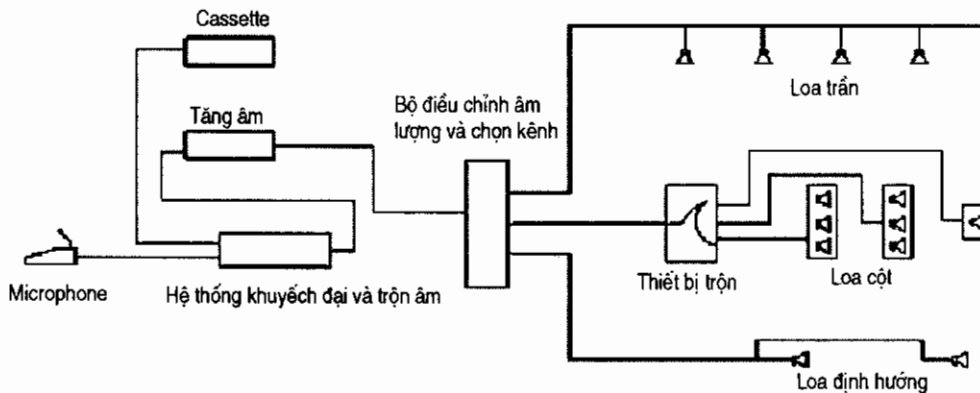 Cassette
Tăng âm
Bộ điều chỉnh âm
lượng và chọn kênh
Loa trần
Microphone
Hệ thống khuyếch đại và trộn âm
Thiết bị trộn
Loa cột
Loa định hướng